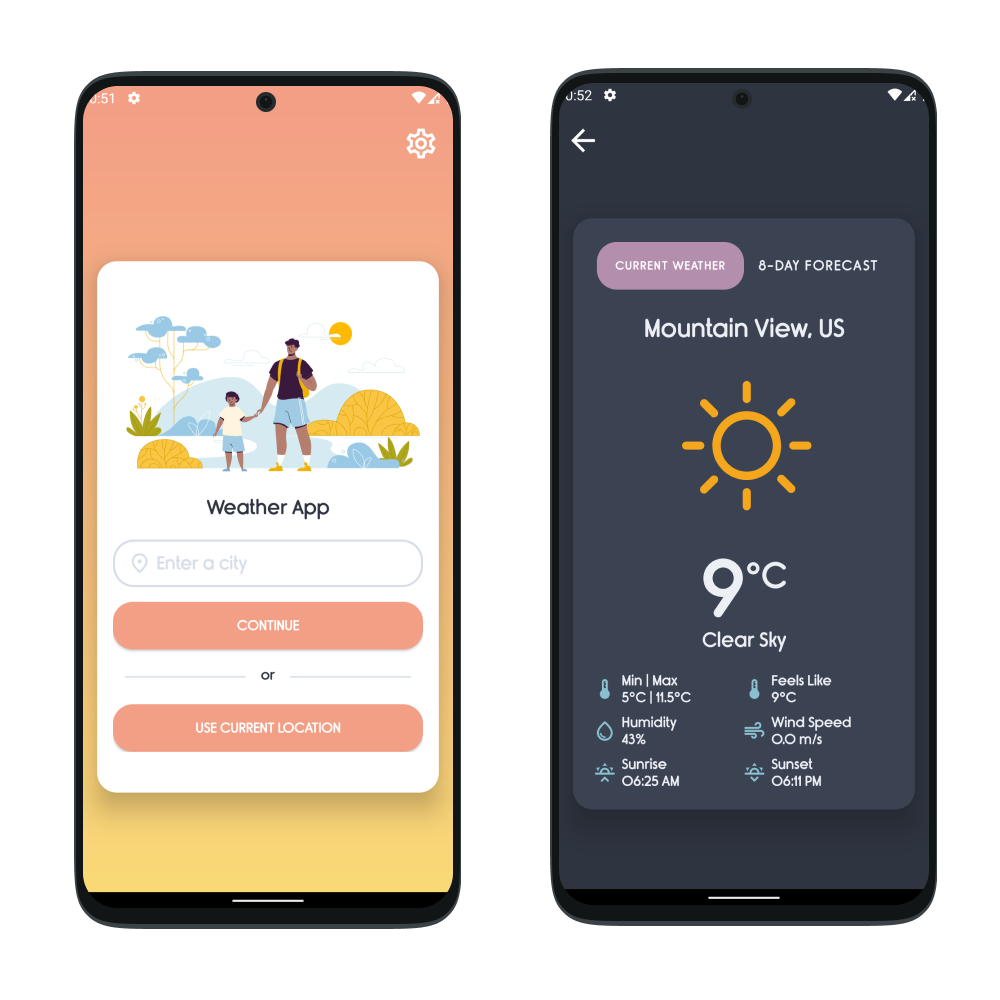 0:51
Weather App
Enter a city
CONTINUE
or
USE CURRENT LOCATION
0:52
CURRENT WEATHER
8-DAY FORECAST
Mountain View, US
9°C
Clear Sky
Min | Max
5°C | 11.5°C
Feels Like
9°C
Humidity
43%
Wind Speed
0.0 m/s
Sunrise
06:25 AM
Sunset
06:11 PM